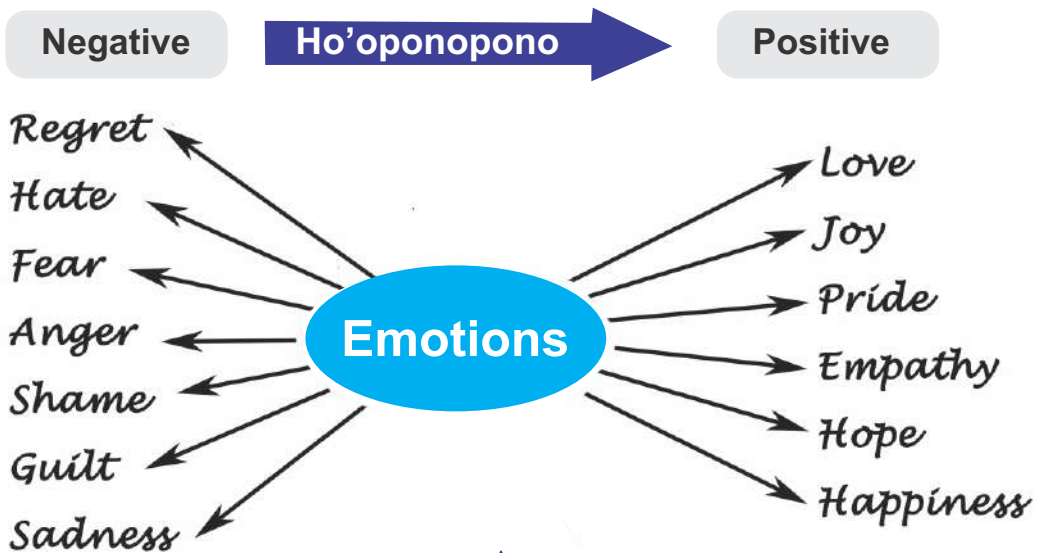 Negative
Ho’oponopono
Positive
Regret
Hate
Fear
Anger
Shame
Guilt
Sadness
Emotions
Love
Joy
Pride
Empathy
Hope
Happiness